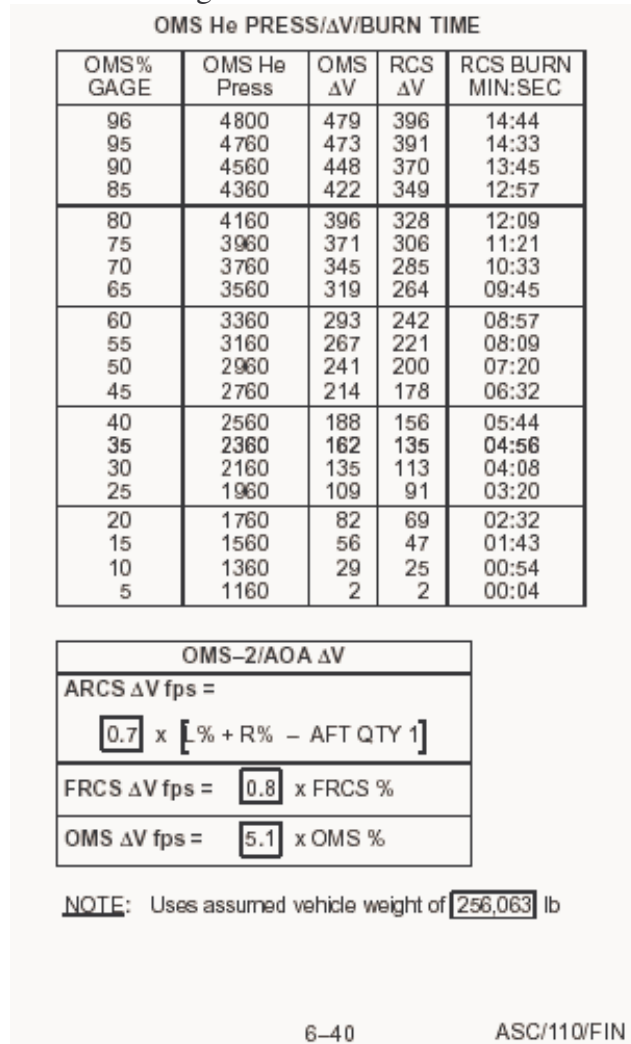 OMS He PRESS/ΔV/BURN TIME
OMS% OMS He OMS RCS RCS BURN
GAGE Press ΔV ΔV MIN:SEC
96 4800 479 396 14:44
95 4760 473 391 14:33
90 4560 448 370 13:45
85 4360 422 349 12:57
80 4160 396 328 12:09
75 3960 371 306 11:21
70 3760 345 285 10:33
65 3560 319 264 09:45
60 3360 293 242 08:57
55 3160 267 221 08:09
50 2960 241 200 07:20
45 2760 214 178 06:32
40 2560 188 156 05:44
35 2360 162 135 04:56
30 2160 135 113 04:08
25 1960 109 91 03:20
20 1760 82 69 02:32
15 1560 56 47 01:43
10 1360 29 25 00:54
5 1160 2 2 00:04
OMS–2/AOA ΔV
ARCS ΔV fps =
0.7 x [L% + R% – AFT QTY 1]
FRCS ΔV fps = 0.8 x FRCS %
OMS ΔV fps = 5.1 x OMS %
NOTE: Uses assumed vehicle weight of 256,063 lb
6–40 ASC/110/FIN